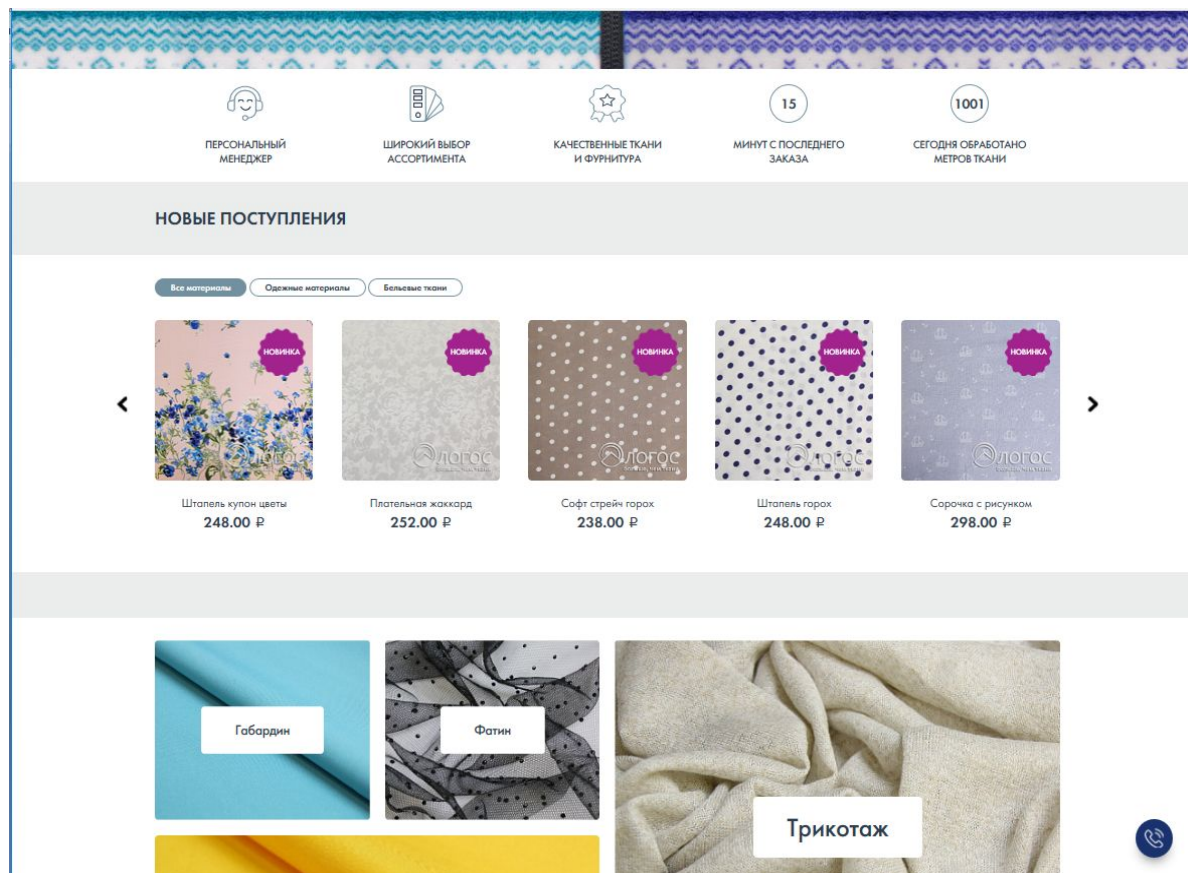 15
1001
ПЕРСОНАЛЬНЫЙ
МЕНЕДЖЕР
ШИРОКИЙ ВЫБОР
АССОРТИМЕНТА
КАЧЕСТВЕННЫЕ ТКАНИ
И ФУРНИТУРА
МИНУТ С ПОСЛЕДНЕГО
ЗАКАЗА
СЕГОДНЯ ОБРАБОТАНО
МЕТРОВ ТКАНИ
НОВЫЕ ПОСТУПЛЕНИЯ
Все материалы
Одежные материалы
Бельевые ткани
НОВИНКА
НОВИНКА
НОВИНКА
НОВИНКА
НОВИНКА
ЛОГОС
ЛОГОС
ЛОГОС
ЛОГОС
ЛОГОС
Штапель купон цветы
248.00 ₽
Плательная жаккард
252.00 ₽
Софт стрейч горох
238.00 ₽
Штапель горох
248.00 ₽
Сорочка с рисунком
298.00 ₽
Габардин
Фатин
Трикотаж